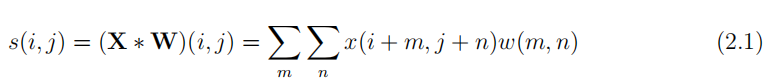 s(i, j) = (X ∗ W)(i, j) = ∑_m ∑_n x(i + m, j + n)w(m, n) (2.1)